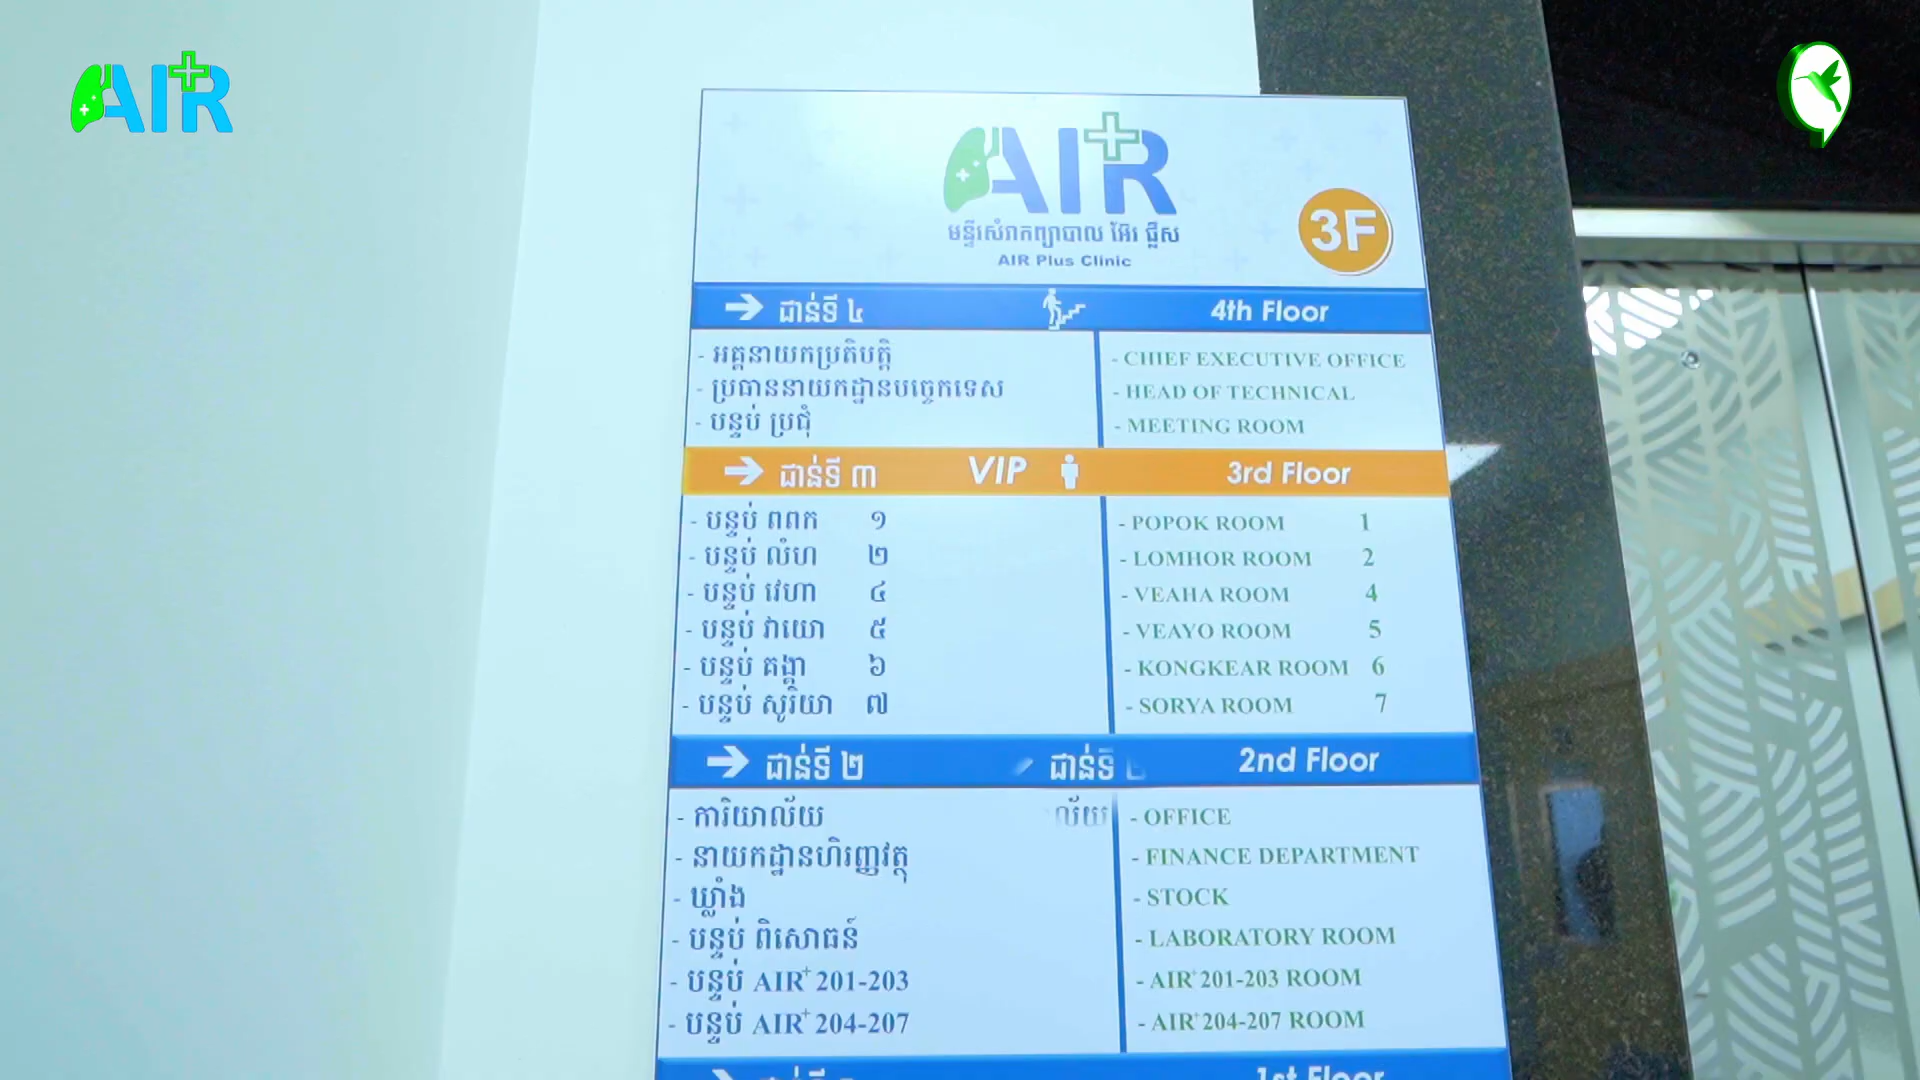 AIR
AIR
មន្ទីរសំរាកព្យាបាល អ៊ែរ ផ្លឹស
AIR Plus Clinic
3F
ជាន់ទី ៤ 4th Floor
- អគ្គនាយកប្រតិបត្តិ - CHIEF EXECUTIVE OFFICE
- ប្រធាននាយកដ្ឋានបច្ចេកទេស - HEAD OF TECHNICAL
- បន្ទប់ ប្រជុំ - MEETING ROOM
ជាន់ទី ៣ VIP 3rd Floor
- បន្ទប់ ពពក ១ - POPOK ROOM 1
- បន្ទប់ លំហ ២ - LOMHOR ROOM 2
- បន្ទប់ វេហា ៤ - VEAHA ROOM 4
- បន្ទប់ វាយោ ៥ - VEAYO ROOM 5
- បន្ទប់ គង្គា ៦ - KONGKEAR ROOM 6
- បន្ទប់ សូរិយា ៧ - SORYA ROOM 7
ជាន់ទី ២ ជាន់ទី 2nd Floor
- ការិយាល័យ ល័យ - OFFICE
- នាយកដ្ឋានហិរញ្ញវត្ថុ - FINANCE DEPARTMENT
- ឃ្លាំង - STOCK
- បន្ទប់ ពិសោធន៍ - LABORATORY ROOM
- បន្ទប់ AIR+ 201-203 - AIR+ 201-203 ROOM
- បន្ទប់ AIR+ 204-207 - AIR+ 204-207 ROOM
1st Floor